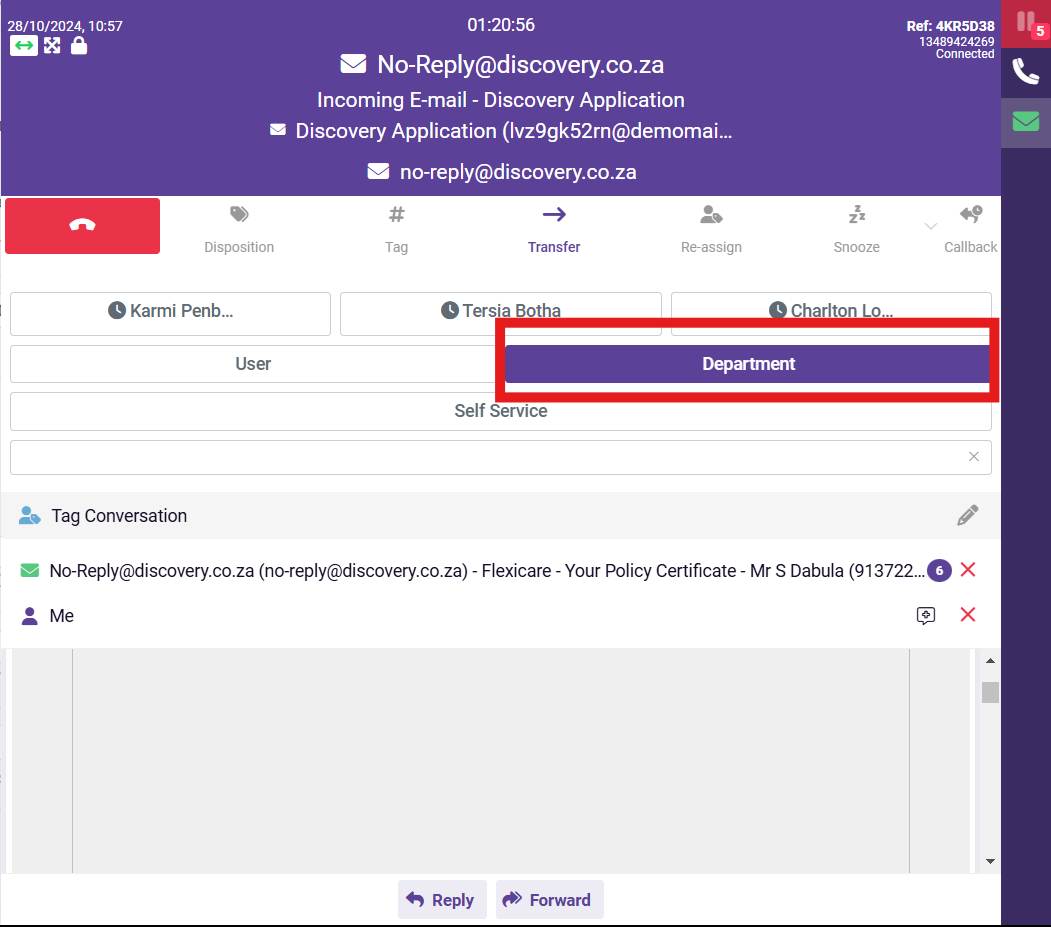 28/10/2024, 10:57
01:20:56
Ref: 4KR5D38
13489424269
Connected
5
No-Reply@discovery.co.za
Incoming E-mail - Discovery Application
Discovery Application (lvz9gk52rn@demomai...
no-reply@discovery.co.za
Disposition
Tag
Transfer
Re-assign
Snooze
Callback
Karmi Penb...
Tersia Botha
Charlton Lo...
User
Department
Self Service
Tag Conversation
No-Reply@discovery.co.za (no-reply@discovery.co.za) - Flexicare - Your Policy Certificate - Mr S Dabula (913722... 6
Me
Reply
Forward